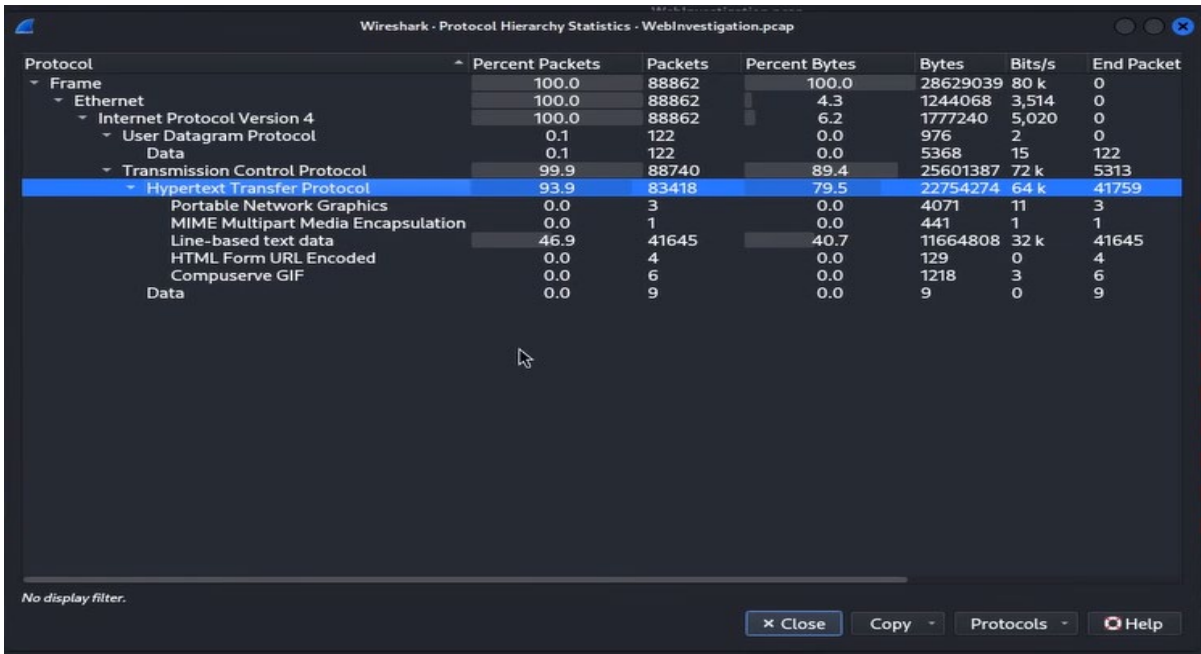 Wireshark · Protocol Hierarchy Statistics · WebInvestigation.pcap
Protocol Percent Packets Packets Percent Bytes Bytes Bits/s End Packet
Frame 100.0 88862 100.0 28629039 80 k 0
Ethernet 100.0 88862 4.3 1244068 3,514 0
Internet Protocol Version 4 100.0 88862 6.2 1777240 5,020 0
User Datagram Protocol 0.1 122 0.0 976 2 0
Data 0.1 122 0.0 5368 15 122
Transmission Control Protocol 99.9 88740 89.4 25601387 72 k 5313
Hypertext Transfer Protocol 93.9 83418 79.5 22754274 64 k 41759
Portable Network Graphics 0.0 3 0.0 4071 11 3
MIME Multipart Media Encapsulation 0.0 1 0.0 441 1 1
Line-based text data 46.9 41645 40.7 11664808 32 k 41645
HTML Form URL Encoded 0.0 4 0.0 129 0 4
Compuserve GIF 0.0 6 0.0 1218 3 6
Data 0.0 9 0.0 9 0 9
No display filter.
× Close Copy Protocols Help